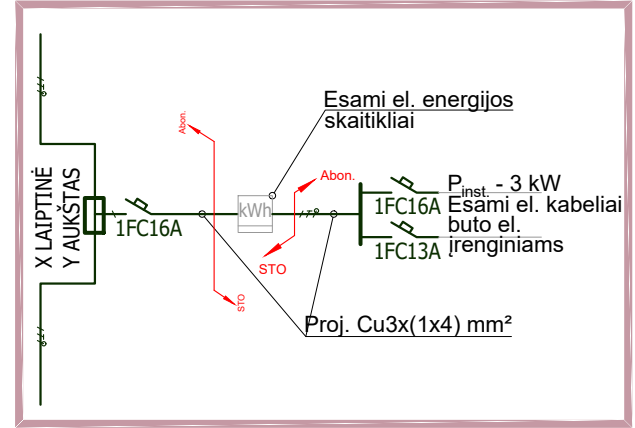 Esami el. energijos
skaitikliai
Abon.
Abon.
X LAIPTINĖ
Y AUKŠTAS
1FC16A
kWh
STO
STO
1FC16A
1FC13A
Pinst. - 3 kW
Esami el. kabeliai
buto el.
įrenginiams
Proj. Cu3x(1x4) mm²